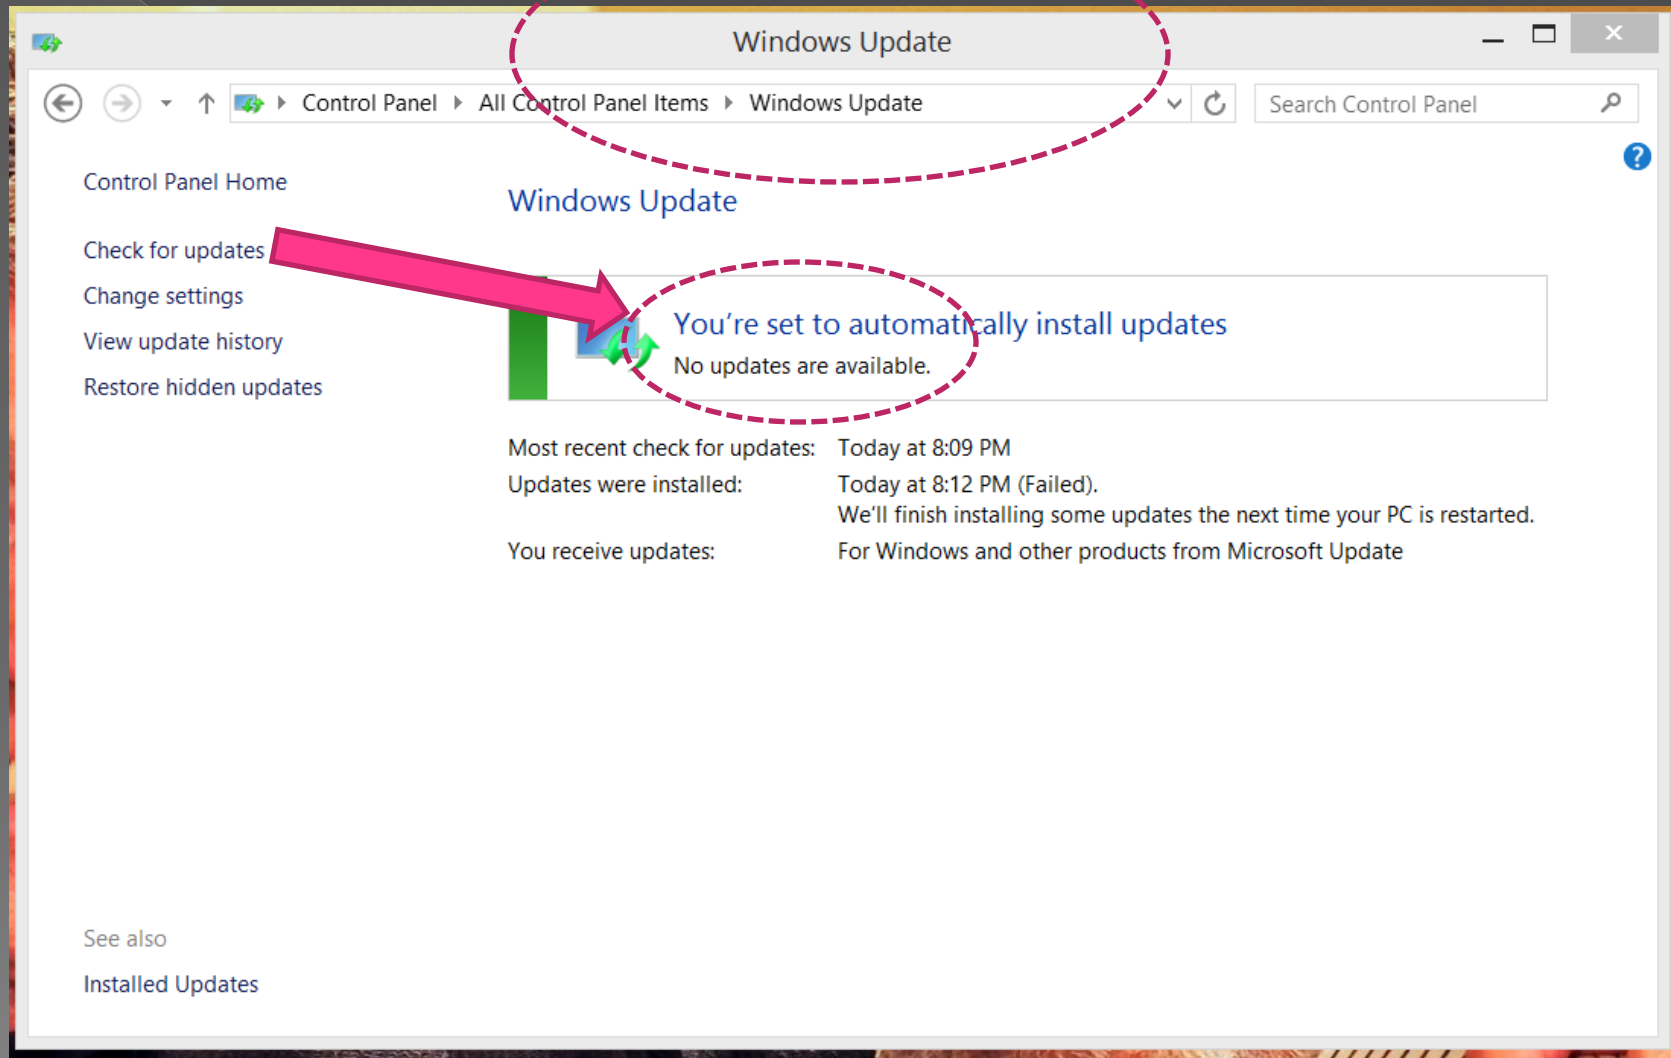 Windows Update
Control Panel All Control Panel Items Windows Update
Search Control Panel
?
Control Panel Home
Check for updates
Change settings
View update history
Restore hidden updates
Windows Update
You're set to automatically install updates
No updates are available.
Most recent check for updates: Today at 8:09 PM
Updates were installed: Today at 8:12 PM (Failed).
We'll finish installing some updates the next time your PC is restarted.
You receive updates: For Windows and other products from Microsoft Update
See also
Installed Updates